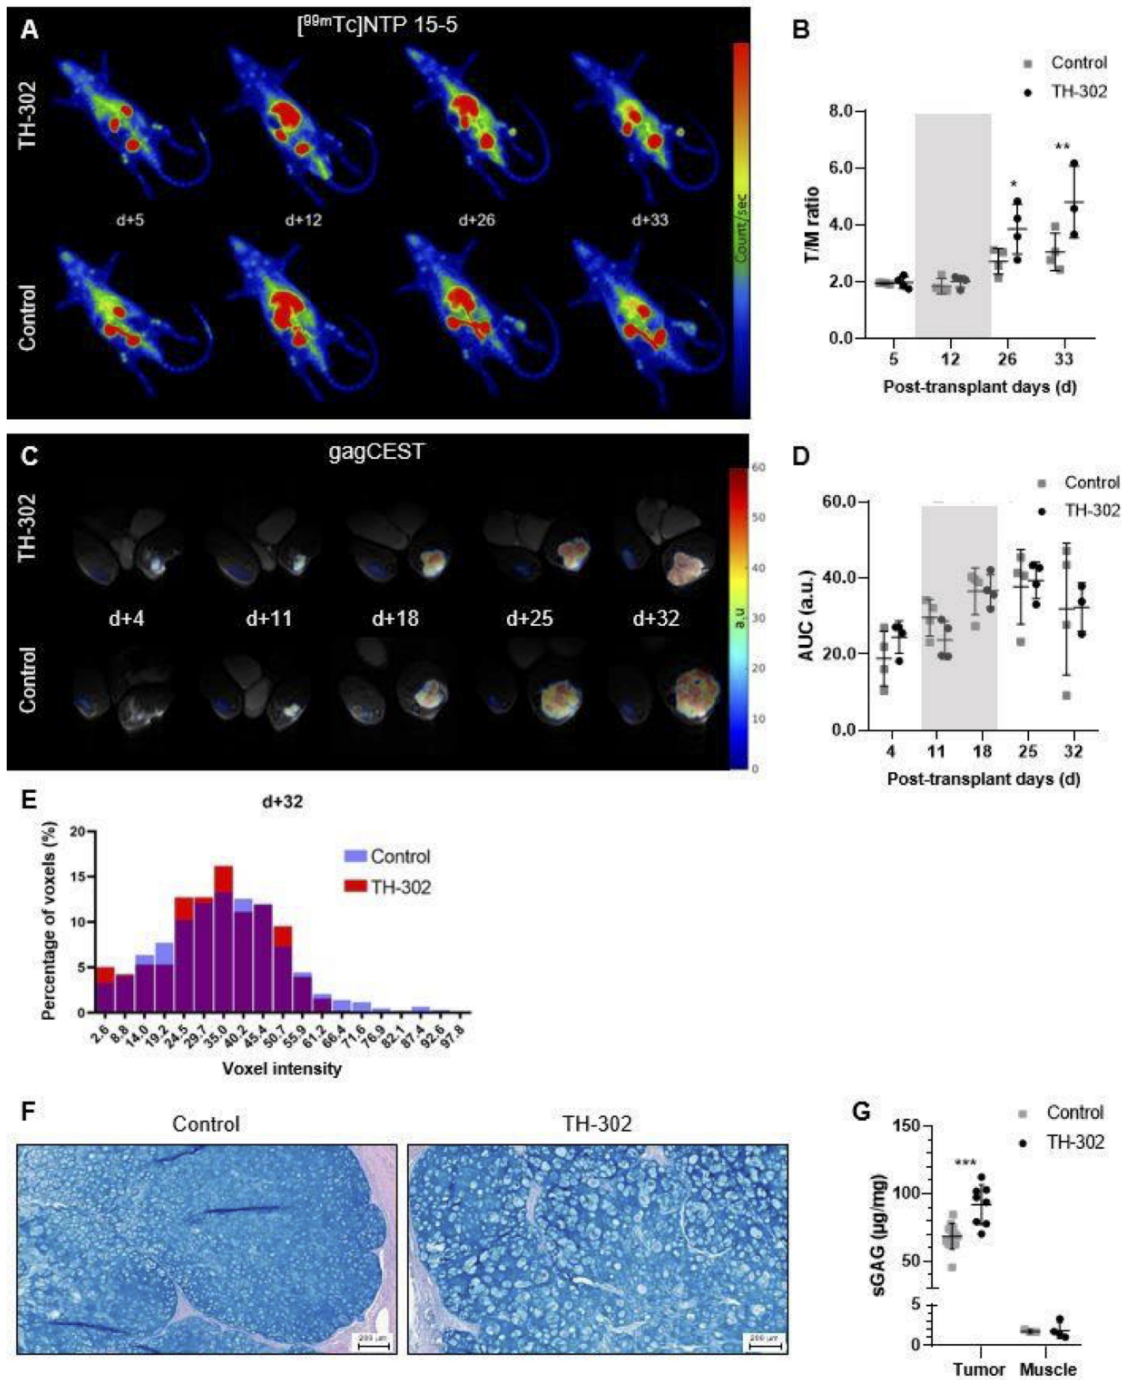 A
[⁹⁹ᵐTc]NTP 15-5
TH-302
d+5
d+12
d+26
d+33
Control
Count/sec
B
Control
TH-302
T/M ratio
8.0
6.0
4.0
2.0
0.0
*
**
5
12
26
33
Post-transplant days (d)
C
gagCEST
TH-302
d+4
d+11
d+18
d+25
d+32
Control
60
50
40
30
20
10
0
a,u
D
Control
TH-302
AUC (a.u.)
60.0
40.0
20.0
0.0
4
11
18
25
32
Post-transplant days (d)
E
d+32
Percentage of voxels (%)
20
15
10
5
0
Control
TH-302
2.6
8.8
14.0
19.2
24.5
29.7
35.0
40.2
45.4
50.7
55.9
61.2
66.4
71.6
76.9
82.1
87.4
92.6
97.8
Voxel intensity
F
Control
TH-302
200 µm
200 µm
G
Control
TH-302
sGAG (µg/mg)
150
100
50
5
0
***
Tumor
Muscle